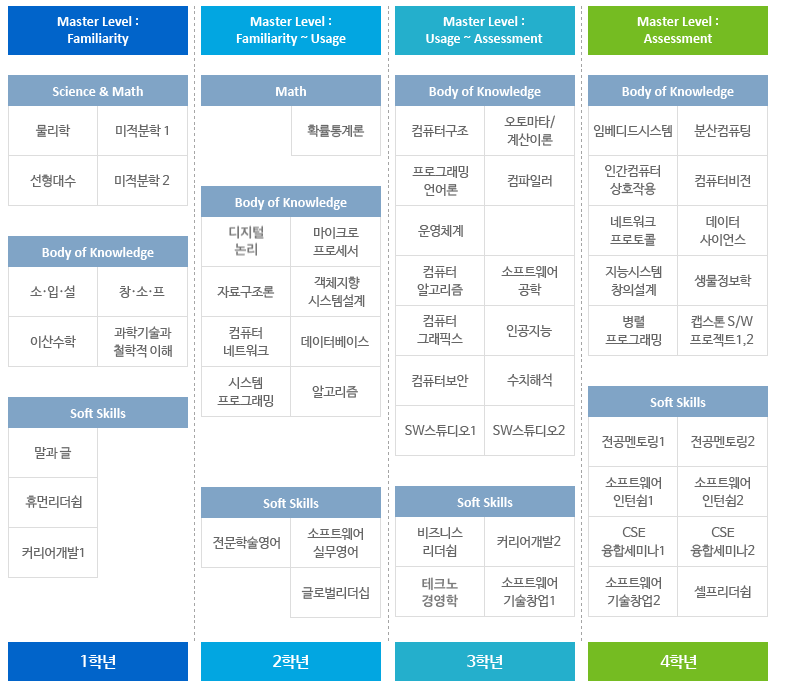 Master Level :
Familiarity
Science & Math
물리학
미적분학 1
선형대수
미적분학 2
Body of Knowledge
소·입·설
창·소·프
이산수학
과학기술과
철학적 이해
Soft Skills
말과 글
휴먼리더쉽
커리어개발1
1학년
Master Level :
Familiarity ~ Usage
Math
확률통계론
Body of Knowledge
디지털
논리
마이크로
프로세서
자료구조론
객체지향
시스템설계
컴퓨터
네트워크
데이터베이스
시스템
프로그래밍
알고리즘
Soft Skills
전문학술영어
소프트웨어
실무영어
글로벌리더십
2학년
Master Level :
Usage ~ Assessment
Body of Knowledge
컴퓨터구조
오토마타/
계산이론
프로그래밍
언어론
컴파일러
운영체계
컴퓨터
알고리즘
소프트웨어
공학
컴퓨터
그래픽스
인공지능
컴퓨터보안
수치해석
SW스튜디오1
SW스튜디오2
Soft Skills
비즈니스
리더쉽
커리어개발2
테크노
경영학
소프트웨어
기술창업1
3학년
Master Level :
Assessment
Body of Knowledge
임베디드시스템
분산컴퓨팅
인간컴퓨터
상호작용
컴퓨터비전
네트워크
프로토콜
데이터
사이언스
지능시스템
창의설계
생물정보학
병렬
프로그래밍
캡스톤 S/W
프로젝트1,2
Soft Skills
전공멘토링1
전공멘토링2
소프트웨어
인턴쉽1
소프트웨어
인턴쉽2
CSE
융합세미나1
CSE
융합세미나2
소프트웨어
기술창업2
셀프리더쉽
4학년